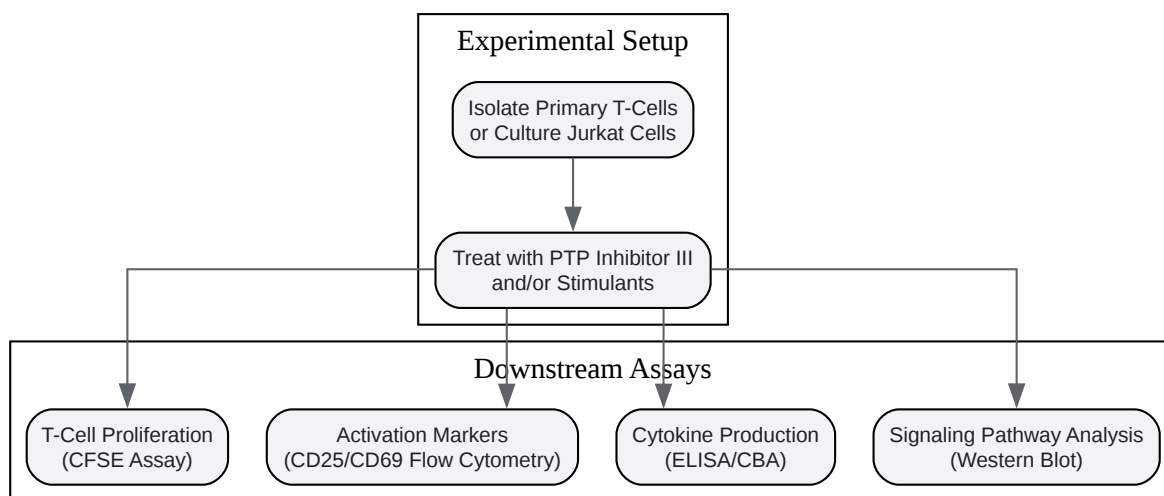 Experimental Setup
Isolate Primary T-Cells
or Culture Jurkat Cells
Treat with PTP Inhibitor III
and/or Stimulants
Downstream Assays
T-Cell Proliferation
(CFSE Assay)
Activation Markers
(CD25/CD69 Flow Cytometry)
Cytokine Production
(ELISA/CBA)
Signaling Pathway Analysis
(Western Blot)